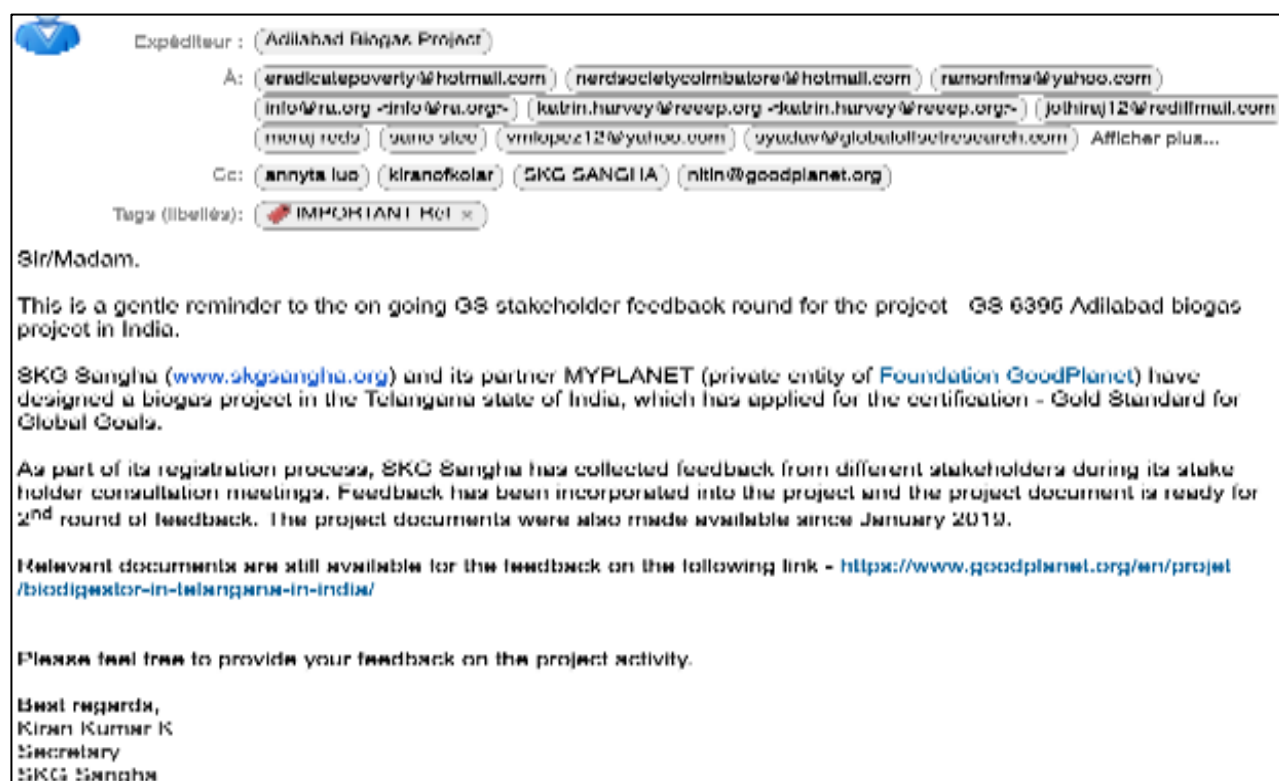 Expéditeur : Adilabad Biogas Project
À: eradicatepoverty@hotmail.com nerdsocietycoimbatore@hotmail.com ramonfms@yahoo.com
info@ra.org <info@ra.org> katrin.harvey@reeep.org <katrin.harvey@reeep.org> jothiraj12@rediffmail.com
meraj reds vmlopez12@yahoo.com syadav@globaloffsetresearch.com Afficher plus...
Cc: annyta luo kiranofkolar SKG SANGHA nitin@goodplanet.org
Tags (libellés): IMPORTANT Ref ×
Sir/Madam.
This is a gentle reminder to the on going GS stakeholder feedback round for the project GS 6395 Adilabad biogas
project in India.
SKG Sangha (www.skgsangha.org) and its partner MYPLANET (private entity of Foundation GoodPlanet) have
designed a biogas project in the Telangana state of India, which has applied for the certification - Gold Standard for
Global Goals.
As part of its registration process, SKG Sangha has collected feedback from different stakeholders during its stake
holder consultation meetings. Feedback has been incorporated into the project and the project document is ready for
2nd round of feedback. The project documents were also made available since January 2019.
Relevant documents are still available for the feedback on the following link - https://www.goodplanet.org/en/projet
/biodigestor-in-telangana-in-india/
Please feel free to provide your feedback on the project activity.
Best regards,
Kiran Kumar K
Secretary
SKG Sangha